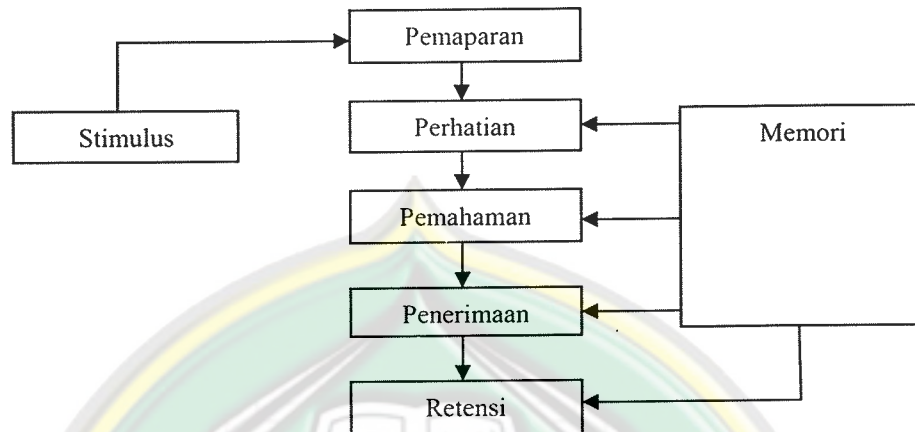 Pemaparan
Stimulus
Perhatian
Memori
Pemahaman
Penerimaan
Retensi